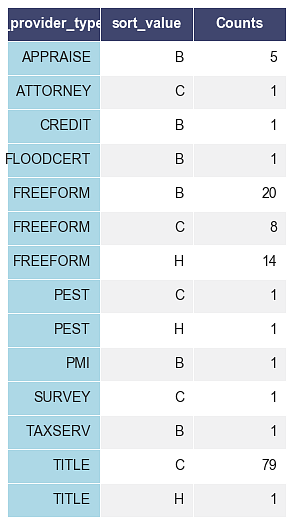 _provider_type sort_value Counts
APPRAISE B 5
ATTORNEY C 1
CREDIT B 1
FLOODCERT B 1
FREEFORM B 20
FREEFORM C 8
FREEFORM H 14
PEST C 1
PEST H 1
PMI B 1
SURVEY C 1
TAXSERV B 1
TITLE C 79
TITLE H 1